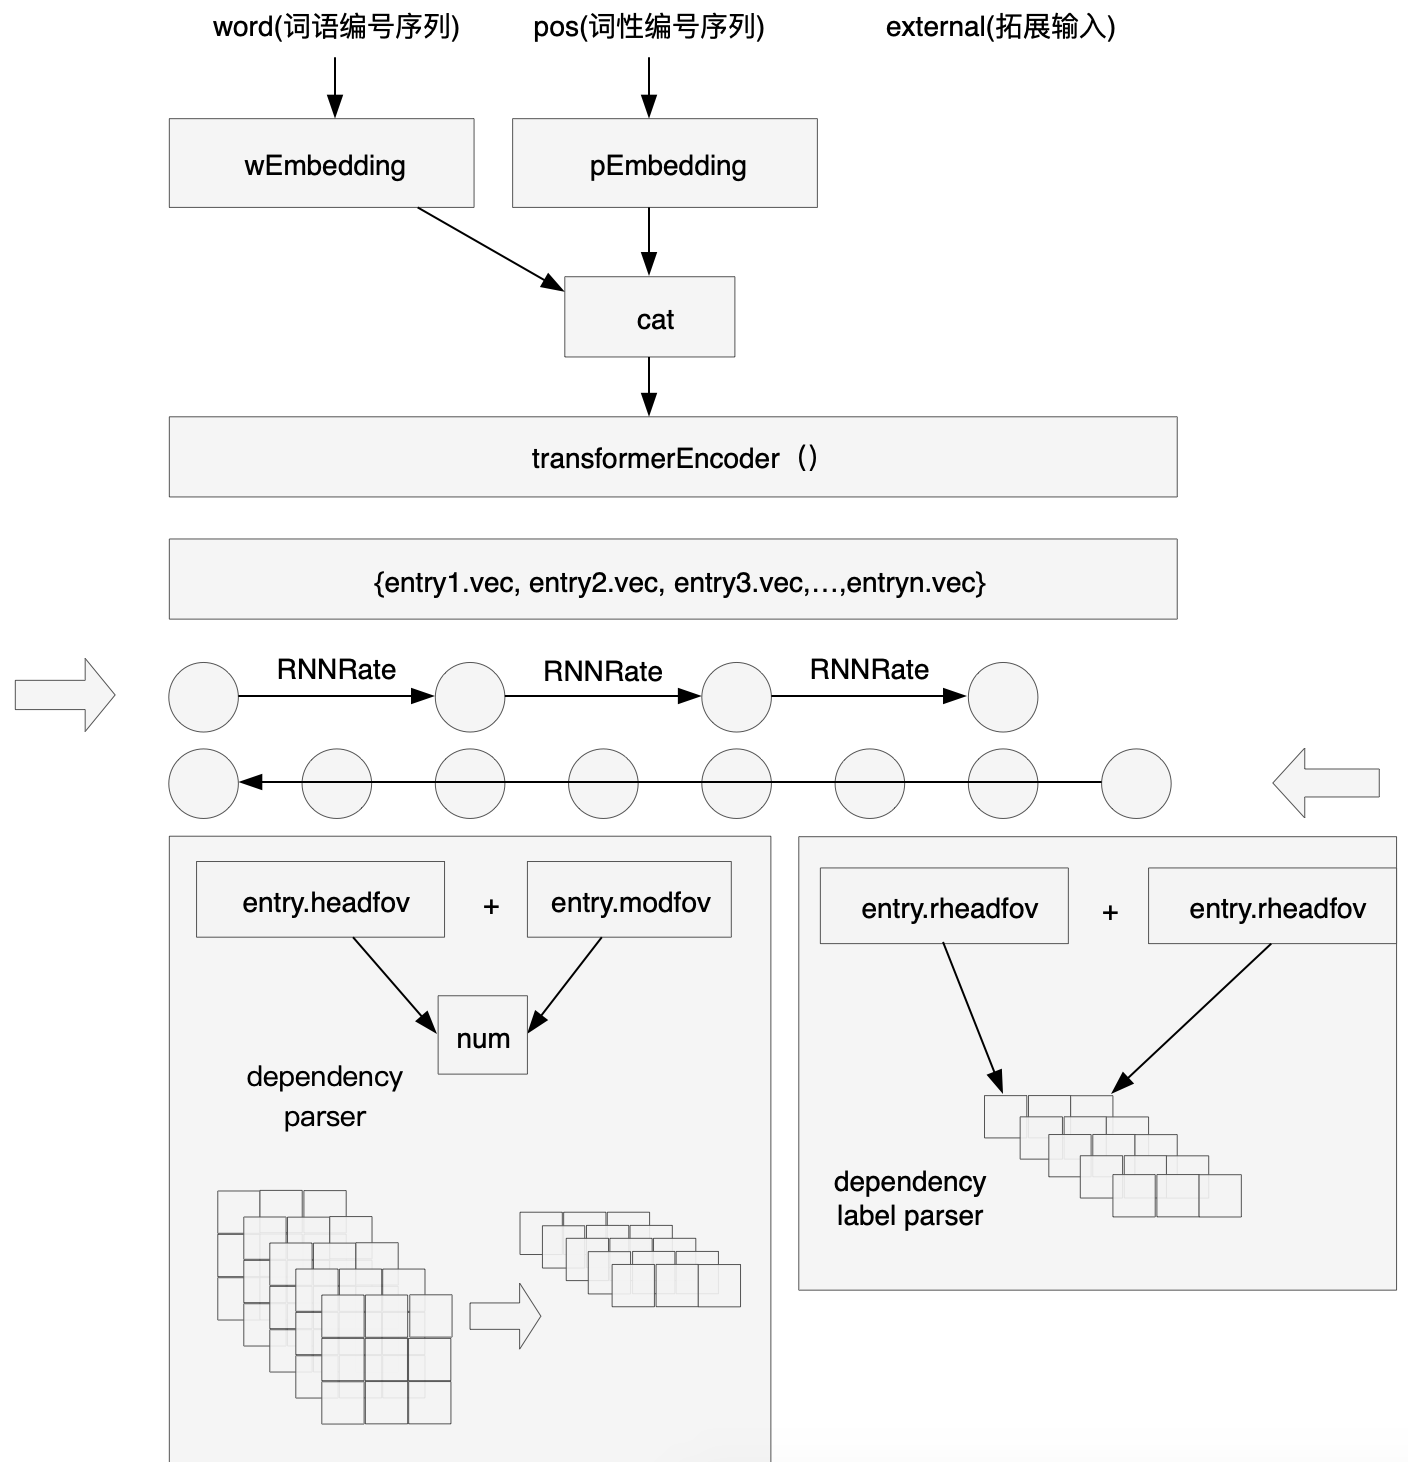 word(词语编号序列)
pos(词性编号序列)
external(拓展输入)
wEmbedding
pEmbedding
cat
transformerEncoder（）
{entry1.vec, entry2.vec, entry3.vec,...,entryn.vec}
RNNRate
RNNRate
RNNRate
entry.headfov
+
entry.modfov
num
dependency
parser
entry.rheadfov
+
entry.rheadfov
dependency
label parser